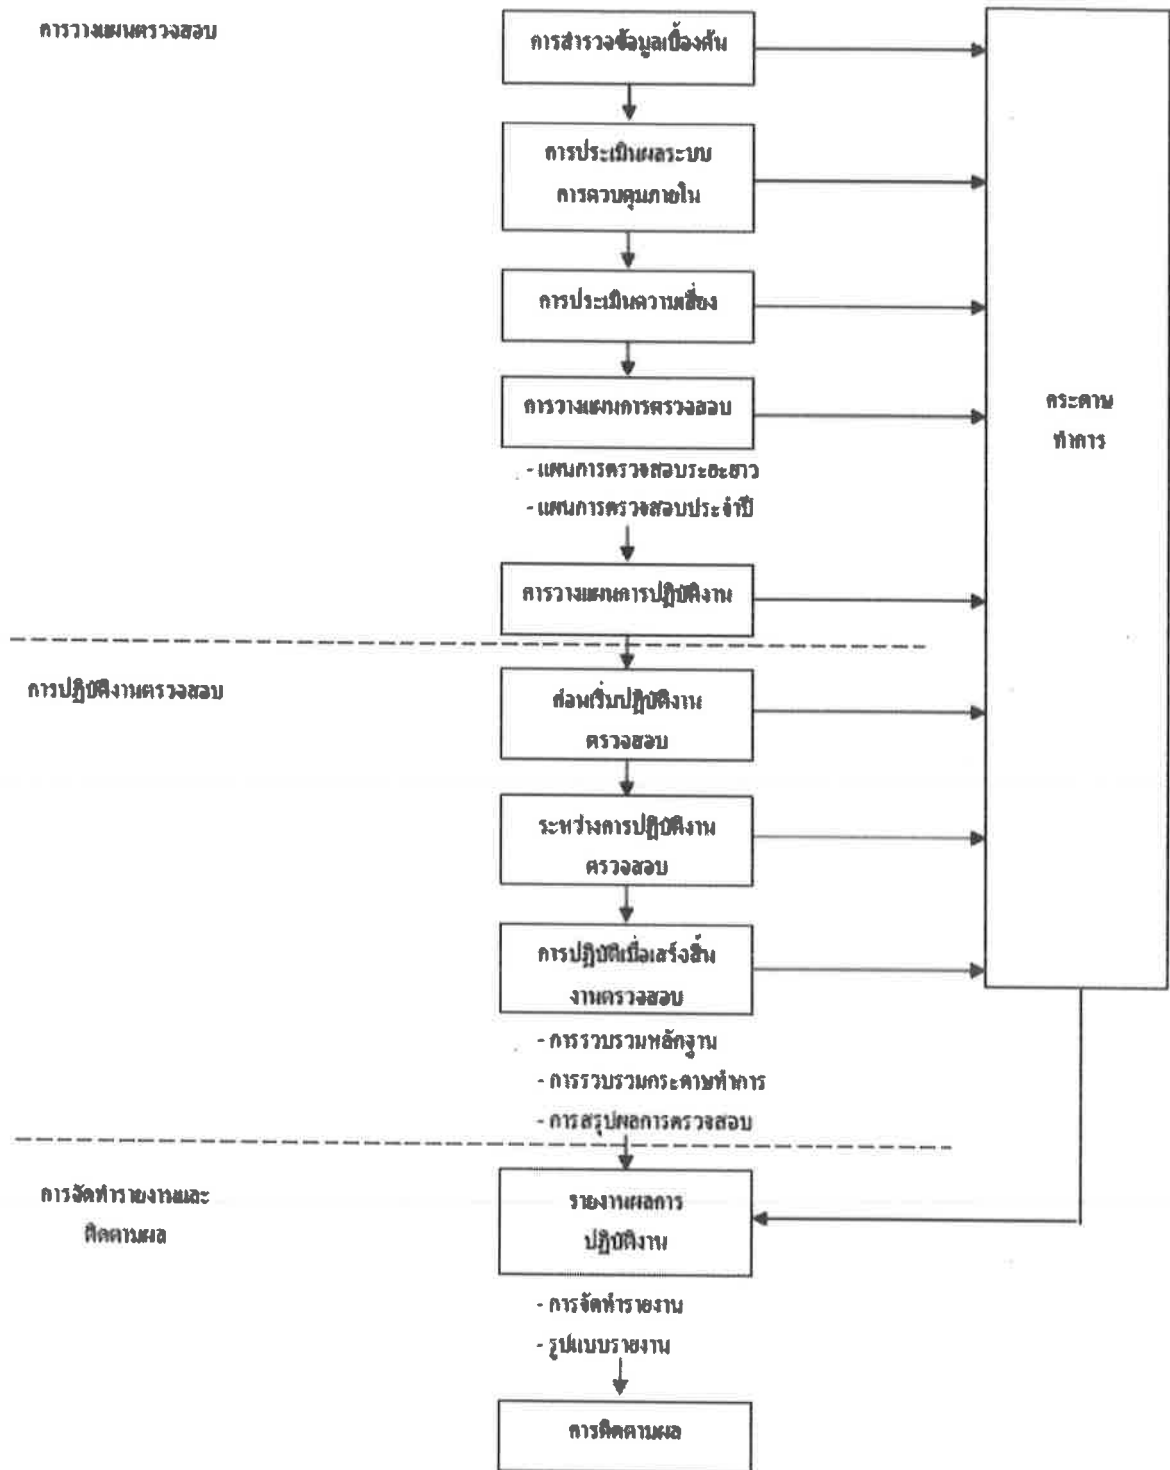 การวางแผนตรวจสอบ
การสำรวจข้อมูลเบื้องต้น
การประเมินผลระบบ
การควบคุมภายใน
การประเมินความเสี่ยง
การวางแผนการตรวจสอบ
- แผนการตรวจสอบระยะยาว
- แผนการตรวจสอบประจำปี
การวางแผนการปฏิบัติงาน
กระดาษ
ทำการ
การปฏิบัติงานตรวจสอบ
ก่อนเริ่มปฏิบัติงาน
ตรวจสอบ
ระหว่างการปฏิบัติงาน
ตรวจสอบ
การปฏิบัติเมื่อเสร็จสิ้น
งานตรวจสอบ
- การรวบรวมหลักฐาน
- การรวบรวมกระดาษทำการ
- การสรุปผลการตรวจสอบ
การจัดทำรายงานและ
ติดตามผล
รายงานผลการ
ปฏิบัติงาน
- การจัดทำรายงาน
- รูปแบบรายงาน
การติดตามผล